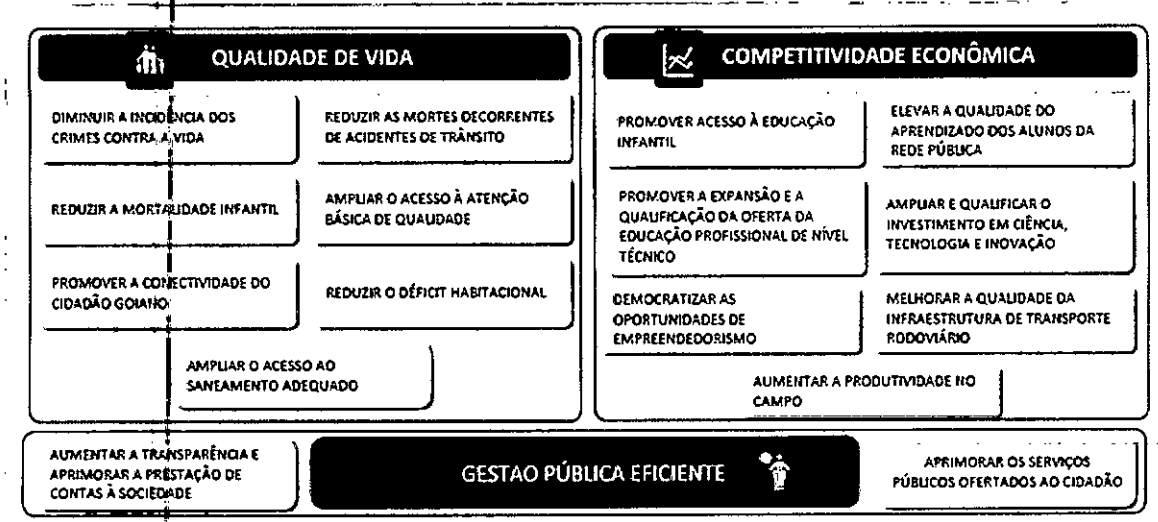 QUALIDADE DE VIDA
DIMINUIR A INCIDÊNCIA DOS
CRIMES CONTRA A VIDA
REDUZIR AS MORTES DECORRENTES
DE ACIDENTES DE TRÂNSITO
REDUZIR A MORTALIDADE INFANTIL
AMPLIAR O ACESSO À ATENÇÃO
BÁSICA DE QUALIDADE
PROMOVER A CONECTIVIDADE DO
CIDADÃO GOIANO
REDUZIR O DÉFICIT HABITACIONAL
AMPLIAR O ACESSO AO
SANEAMENTO ADEQUADO
COMPETITIVIDADE ECONÔMICA
PROMOVER ACESSO À EDUCAÇÃO
INFANTIL
ELEVAR A QUALIDADE DO
APRENDIZADO DOS ALUNOS DA
REDE PÚBLICA
PROMOVER A EXPANSÃO E A
QUALIFICAÇÃO DA OFERTA DA
EDUCAÇÃO PROFISSIONAL DE NÍVEL
TÉCNICO
AMPLIAR E QUALIFICAR O
INVESTIMENTO EM CIÊNCIA,
TECNOLOGIA E INOVAÇÃO
DEMOCRATIZAR AS
OPORTUNIDADES DE
EMPREENDEDORISMO
MELHORAR A QUALIDADE DA
INFRAESTRUTURA DE TRANSPORTE
RODOVIÁRIO
AUMENTAR A PRODUTIVIDADE NO
CAMPO
AUMENTAR A TRANSPARÊNCIA E
APRIMORAR A PRESTAÇÃO DE
CONTAS À SOCIEDADE
GESTAO PÚBLICA EFICIENTE
APRIMORAR OS SERVIÇOS
PÚBLICOS OFERTADOS AO CIDADÃO